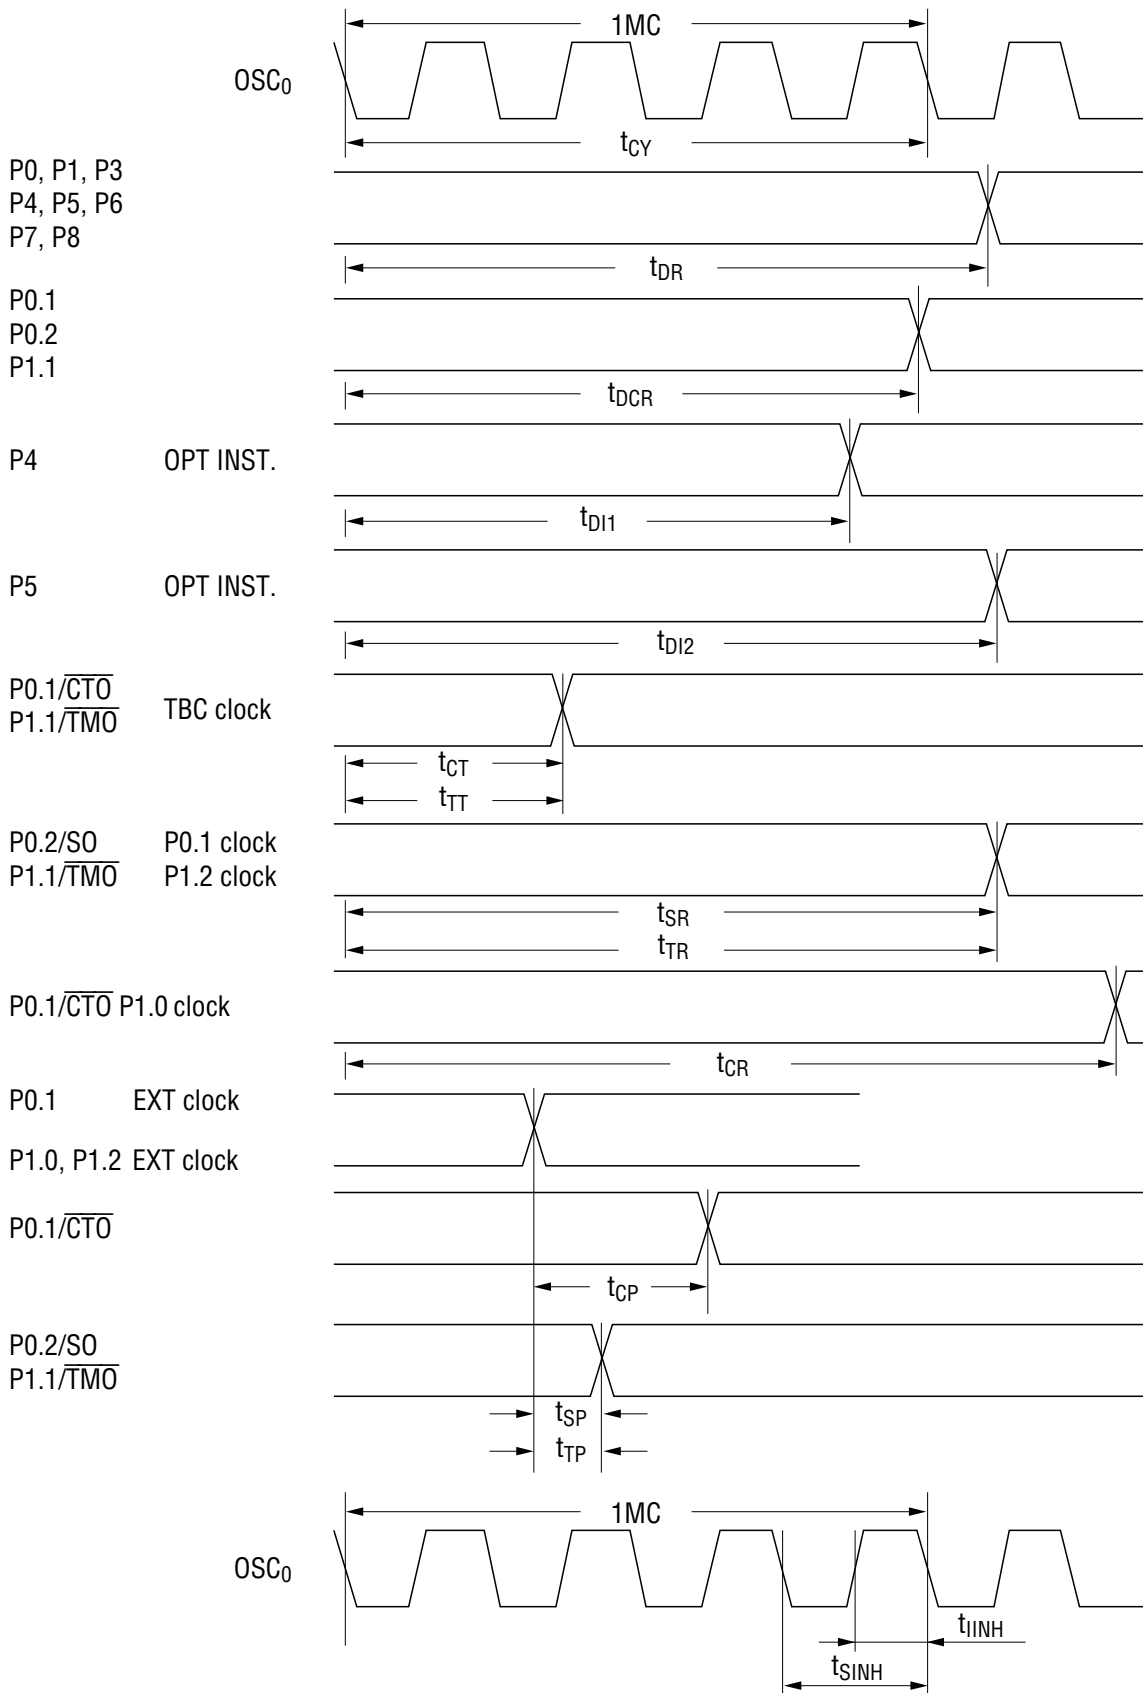 1MC
OSC0
tCY
P0, P1, P3
P4, P5, P6
P7, P8
tDR
P0.1
P0.2
P1.1
tDCR
P4 OPT INST.
tDI1
P5 OPT INST.
tDI2
P0.1/CTO
P1.1/TMO TBC clock
tCT
tTT
P0.2/SO P0.1 clock
P1.1/TMO P1.2 clock
tSR
tTR
P0.1/CTO P1.0 clock
tCR
P0.1 EXT clock
P1.0, P1.2 EXT clock
P0.1/CTO
tCP
P0.2/SO
P1.1/TMO
tSP
tTP
1MC
OSC0
tIINH
tSINH